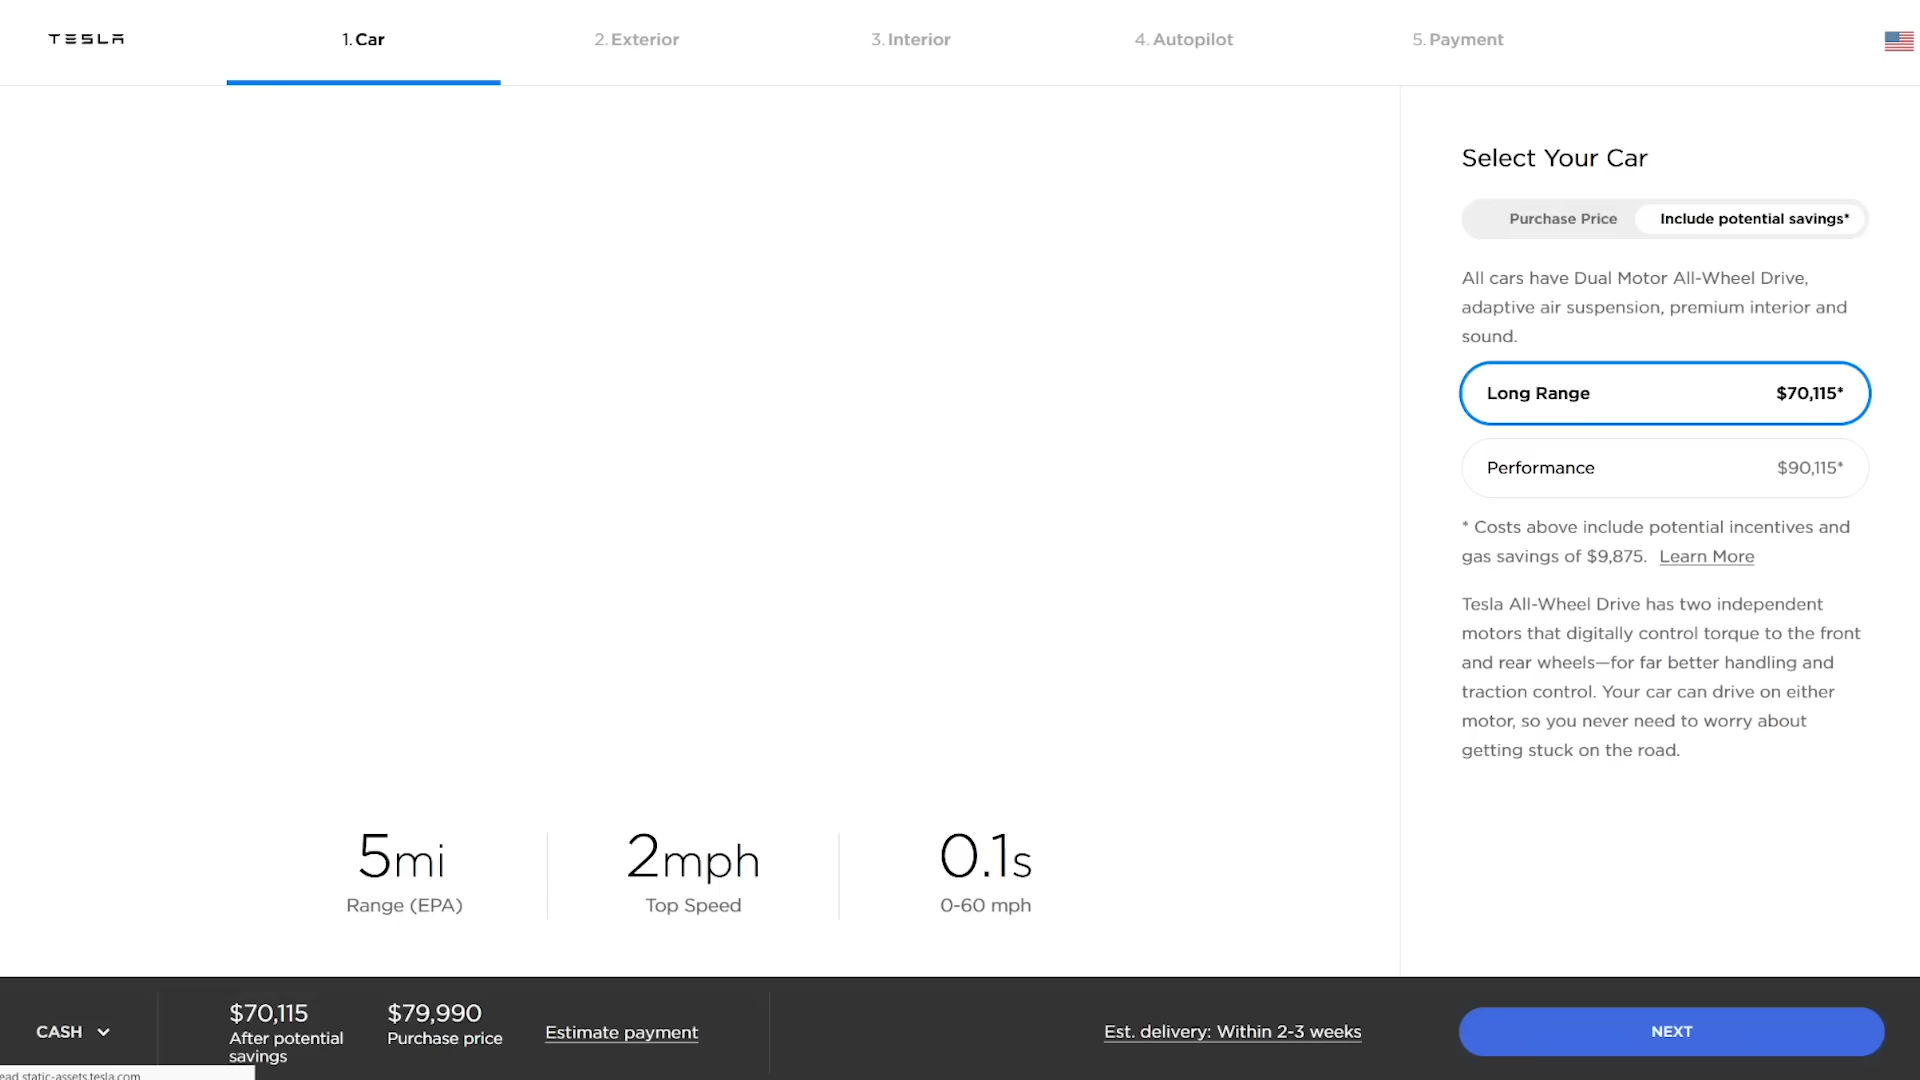 TESLA
1. Car
2. Exterior
3. Interior
4. Autopilot
5. Payment
Select Your Car
Purchase Price
Include potential savings*
All cars have Dual Motor All-Wheel Drive,
adaptive air suspension, premium interior and
sound.
Long Range $70,115*
Performance $90,115*
* Costs above include potential incentives and
gas savings of $9,875. Learn More
Tesla All-Wheel Drive has two independent
motors that digitally control torque to the front
and rear wheels—for far better handling and
traction control. Your car can drive on either
motor, so you never need to worry about
getting stuck on the road.
5mi
Range (EPA)
2mph
Top Speed
0.1s
0-60 mph
CASH
$70,115
After potential
savings
$79,990
Purchase price
Estimate payment
Est. delivery: Within 2-3 weeks
NEXT
ead static-assets.tesla.com